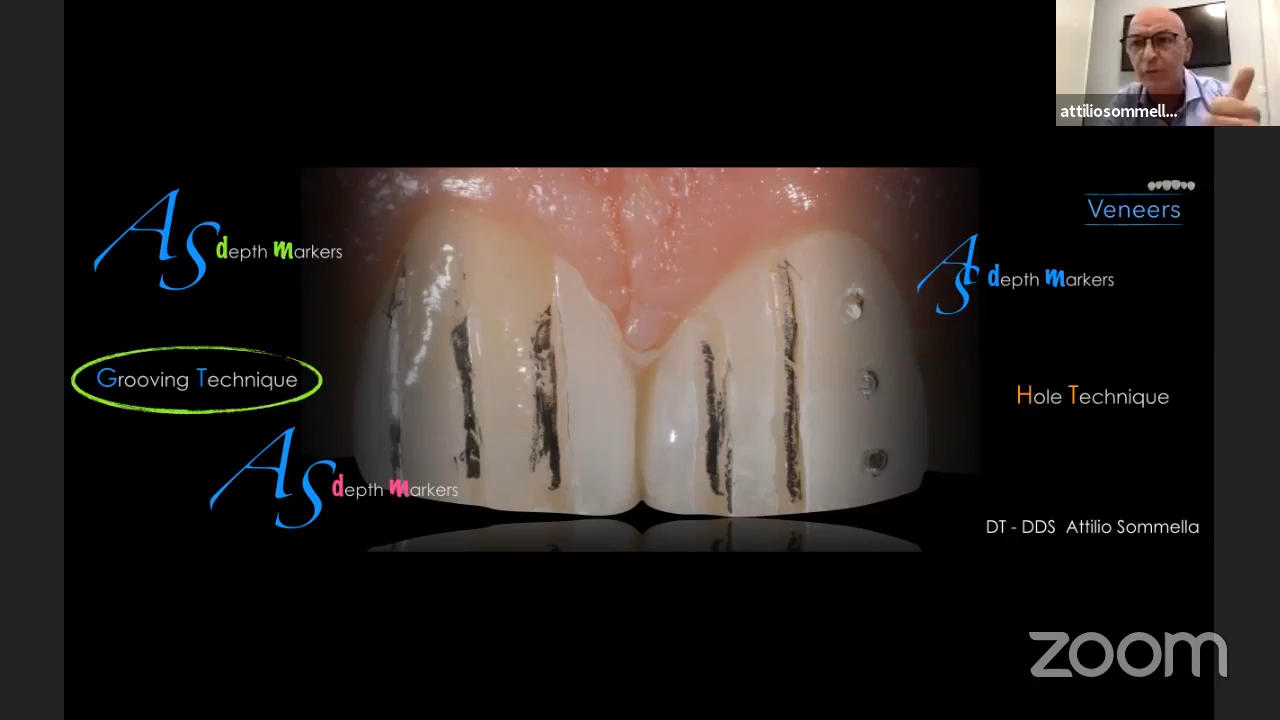 attiliosommell...
Veneers
AS depth markers
AS depth markers
Grooving Technique
Hole Technique
AS depth markers
DT - DDS Attilio Sommella
zoom